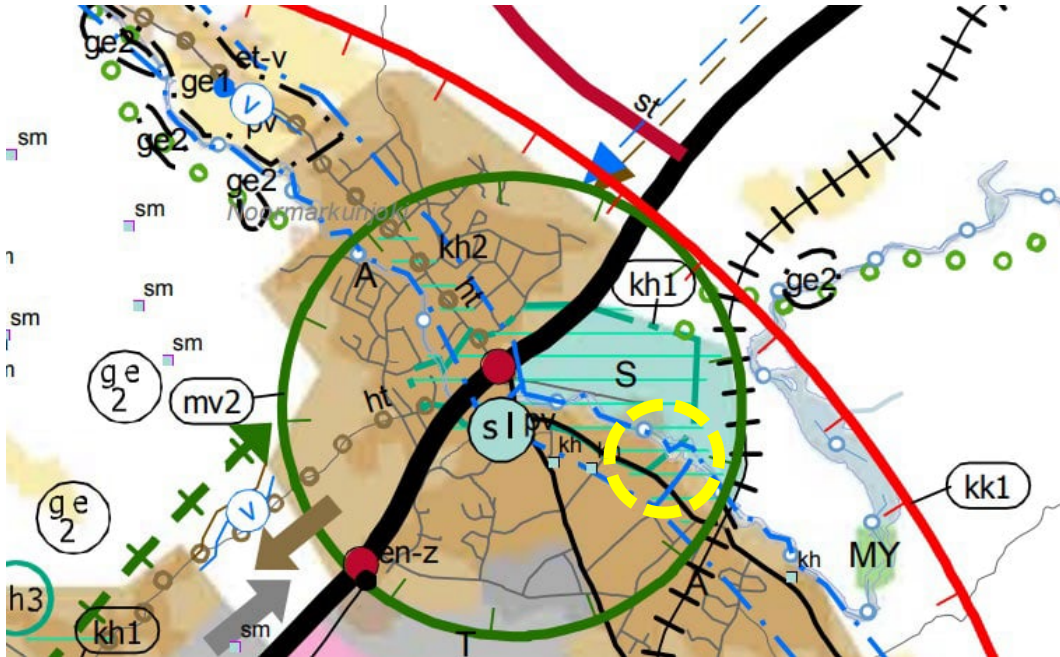 ge2
et-v
ge1
v
pv
st
sm
ge2
ge2
sm
Noormarkunjoki
kh2
A
kh1
ge2
sm
ht
sm
sm
g e
2
mv2
S
ht
s l
pv
kh
g e
2
v
kk1
en-z
MY
kh
A
h3
kh1
sm
T